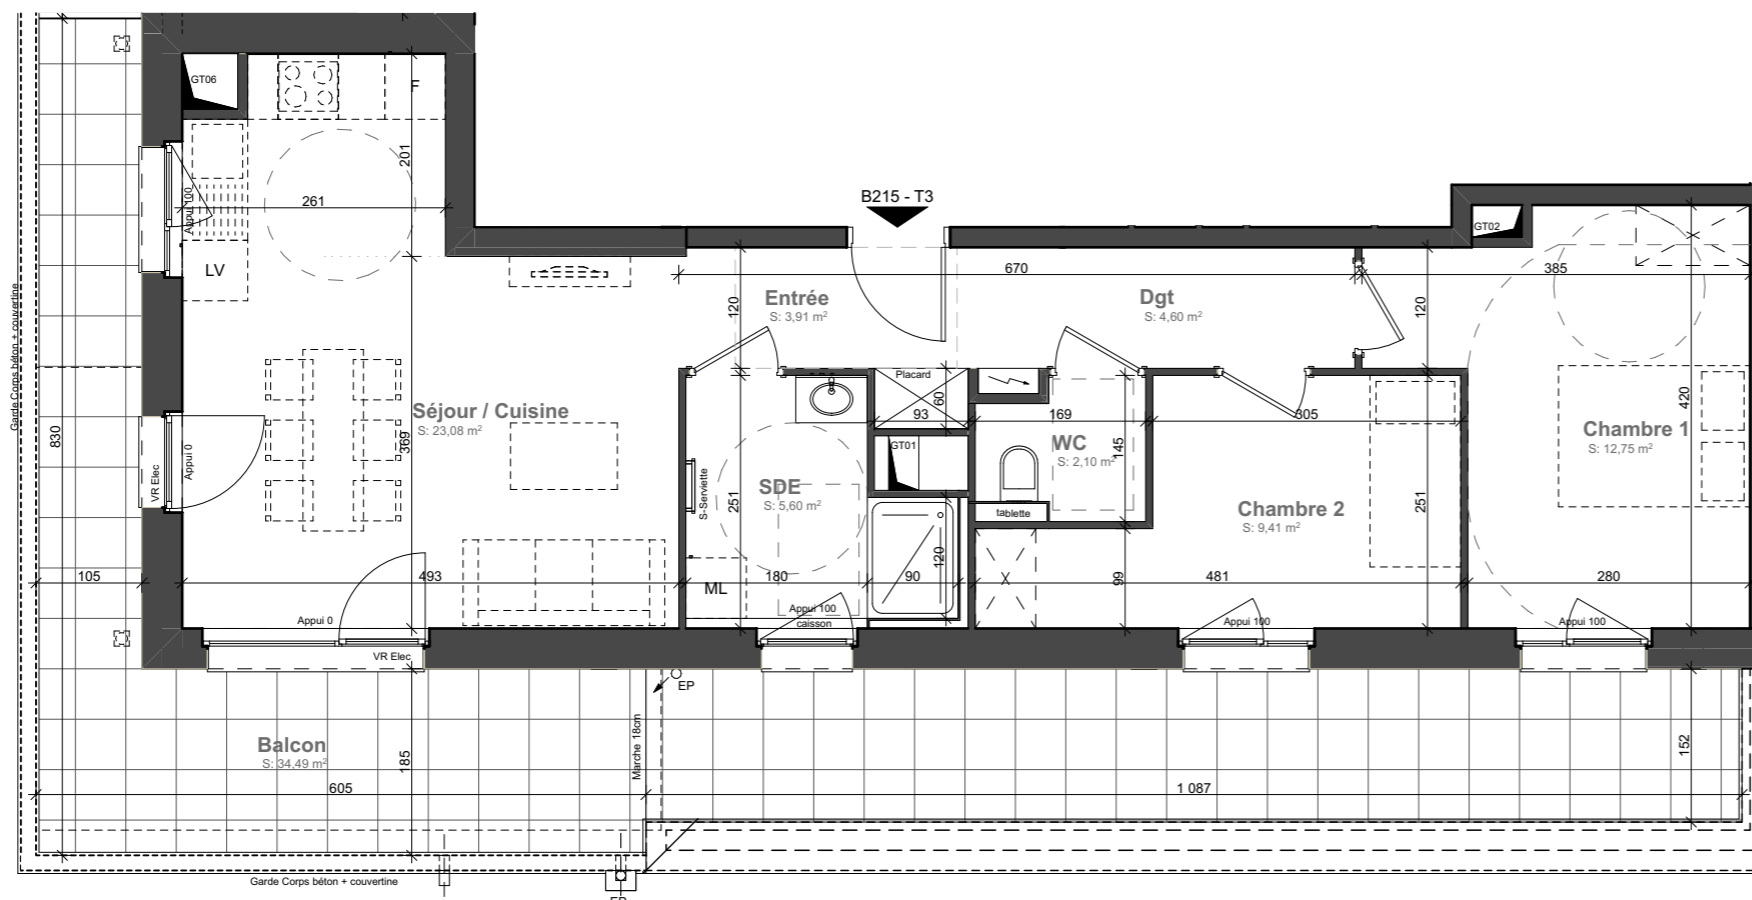 GT06
F
201
261
Appui 100
LV
B215 - T3
GT02
670
385
Entrée
S: 3,91 m²
120
Dgt
S: 4,60 m²
120
Garde Corps béton + couvertine
830
VR Elec
Appui 0
Séjour / Cuisine
S: 23,08 m²
369
Placard
60
93
169
305
420
Chambre 1
S: 12,75 m²
GT01
WC
S: 2,10 m²
145
S-Serviette
251
SDE
S: 5,60 m²
tablette
Chambre 2
S: 9,41 m²
251
120
105
493
ML
180
90
99
481
280
Appui 0
Appui 100
caisson
Appui 100
Appui 100
VR Elec
EP
Marche 18cm
Balcon
S: 34,49 m²
185
152
605
1 087
Garde Corps béton + couvertine